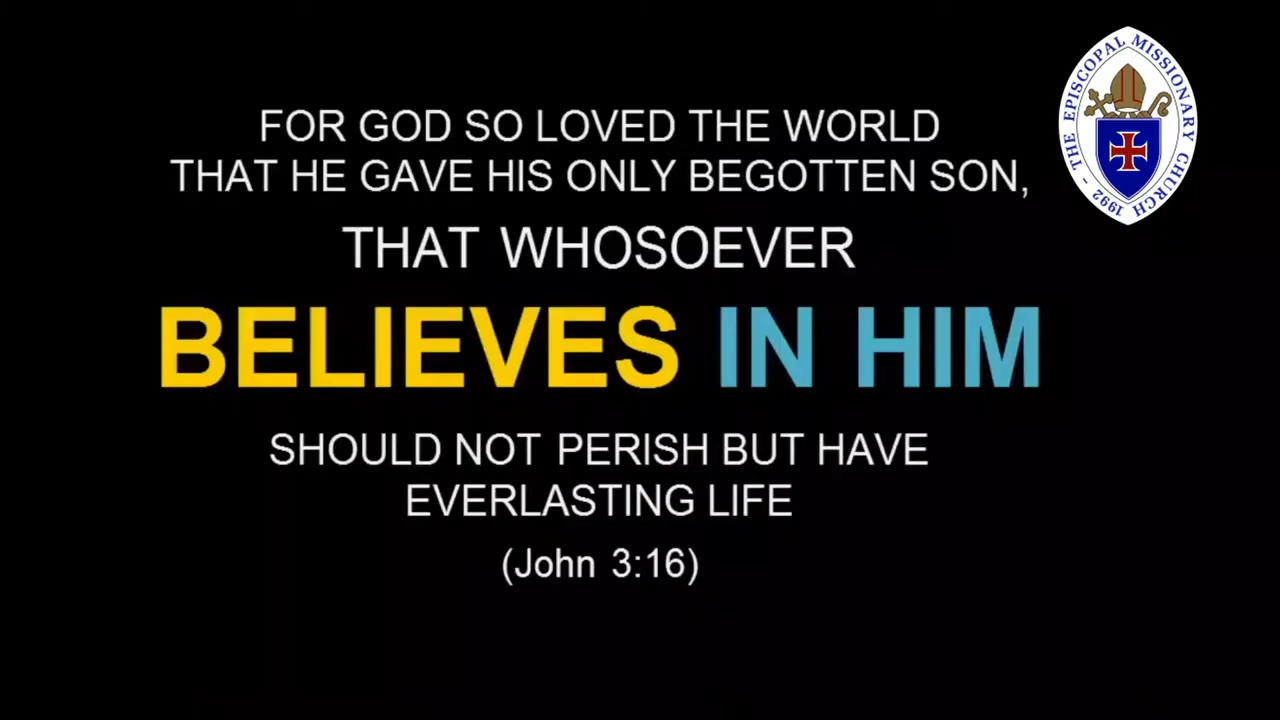 FOR GOD SO LOVED THE WORLD
THAT HE GAVE HIS ONLY BEGOTTEN SON,
THAT WHOSOEVER
BELIEVES IN HIM
SHOULD NOT PERISH BUT HAVE
EVERLASTING LIFE
(John 3:16)
THE EPISCOPAL MISSIONARY CHURCH - 1992 -